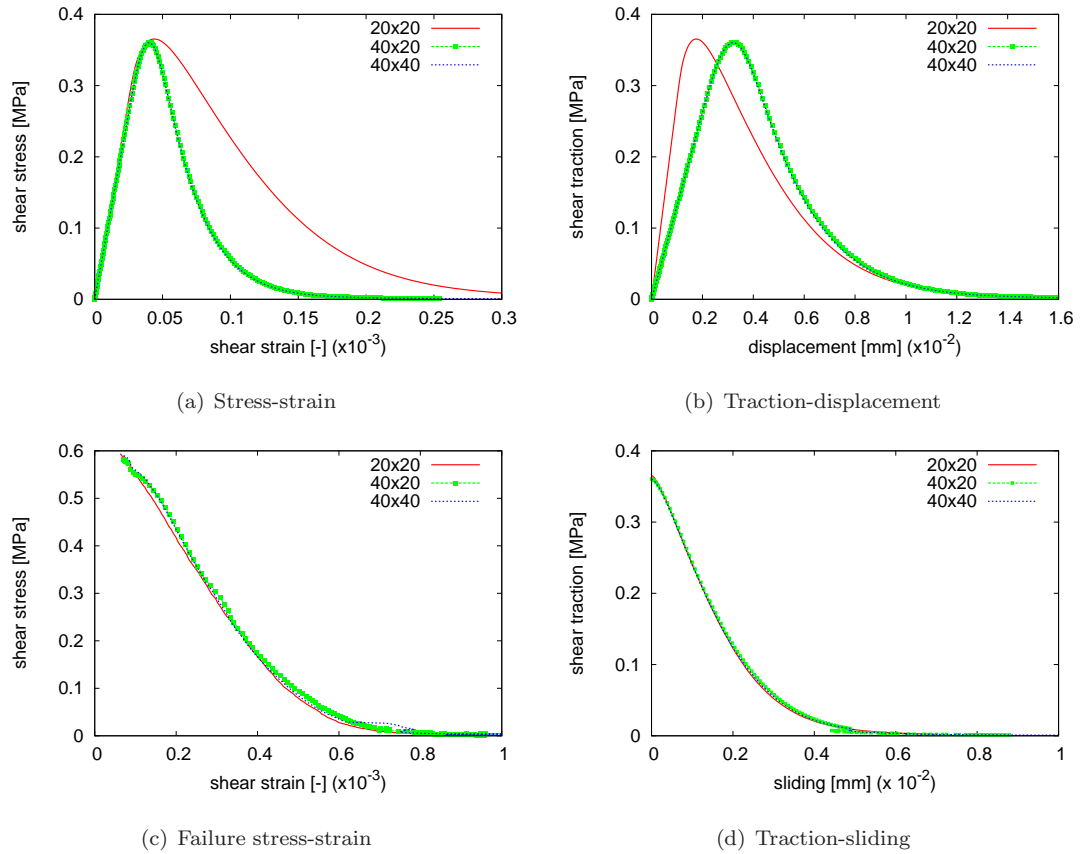 shear stress [MPa]
0.4
0.3
0.2
0.1
0
20x20
40x20
40x40
0 0.05 0.1 0.15 0.2 0.25 0.3
shear strain [-] (x10-3)
(a) Stress-strain
shear traction [MPa]
0.4
0.3
0.2
0.1
0
20x20
40x20
40x40
0 0.2 0.4 0.6 0.8 1.0 1.2 1.4 1.6
displacement [mm] (x10-2)
(b) Traction-displacement
shear stress [MPa]
0.6
0.5
0.4
0.3
0.2
0.1
0
20x20
40x20
40x40
0 0.2 0.4 0.6 0.8 1
shear strain [-] (x10-3)
(c) Failure stress-strain
shear traction [MPa]
0.4
0.3
0.2
0.1
0
20x20
40x20
40x40
0 0.2 0.4 0.6 0.8 1
sliding [mm] (x 10-2)
(d) Traction-sliding